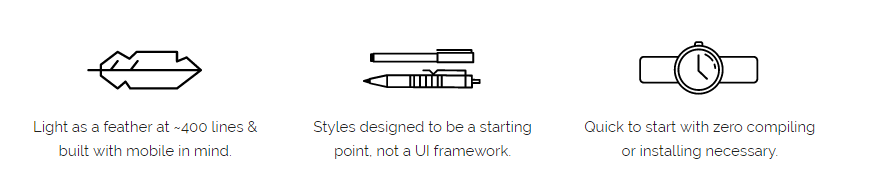 Light as a feather at ~400 lines &
built with mobile in mind.
Styles designed to be a starting
point, not a UI framework.
Quick to start with zero compiling
or installing necessary.